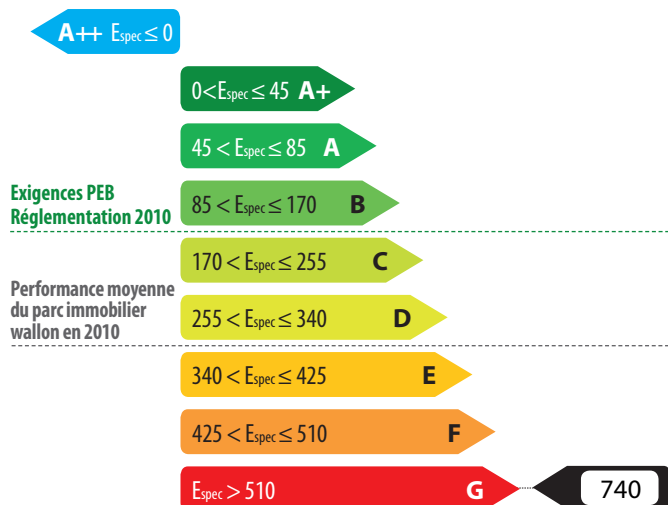 A++ Espec ≤ 0
0<Espec ≤ 45 A+
45 < Espec ≤ 85 A
Exigences PEB
Réglementation 2010
85 < Espec ≤ 170 B
170 < Espec ≤ 255 C
Performance moyenne
du parc immobilier
wallon en 2010
255 < Espec ≤ 340 D
340 < Espec ≤ 425 E
425 < Espec ≤ 510 F
Espec > 510 G 740